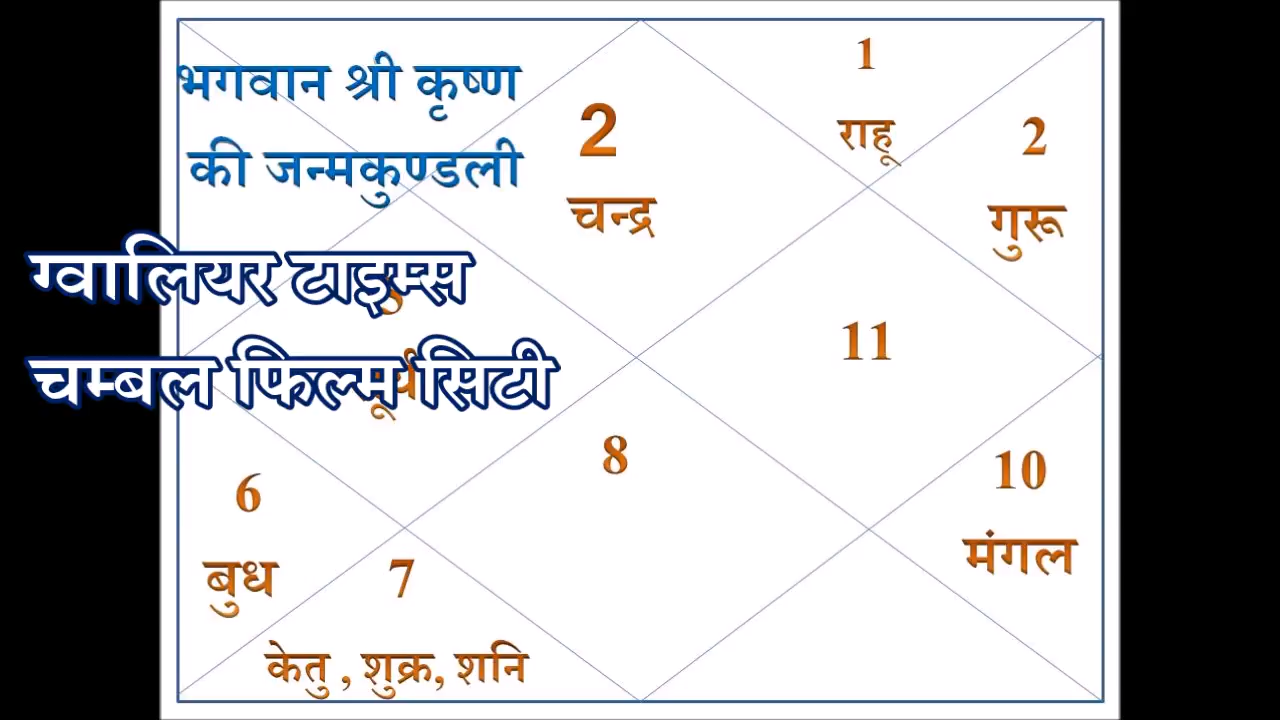 भगवान श्री कृष्ण
की जन्मकुण्डली
2
चन्द्र
1
राहू
2
गुरू
ग्वालियर टाइम्स
चम्बल फिल्म सिटी
11
8
6
बुध
7
केतु , शुक्र, शनि
10
मंगल